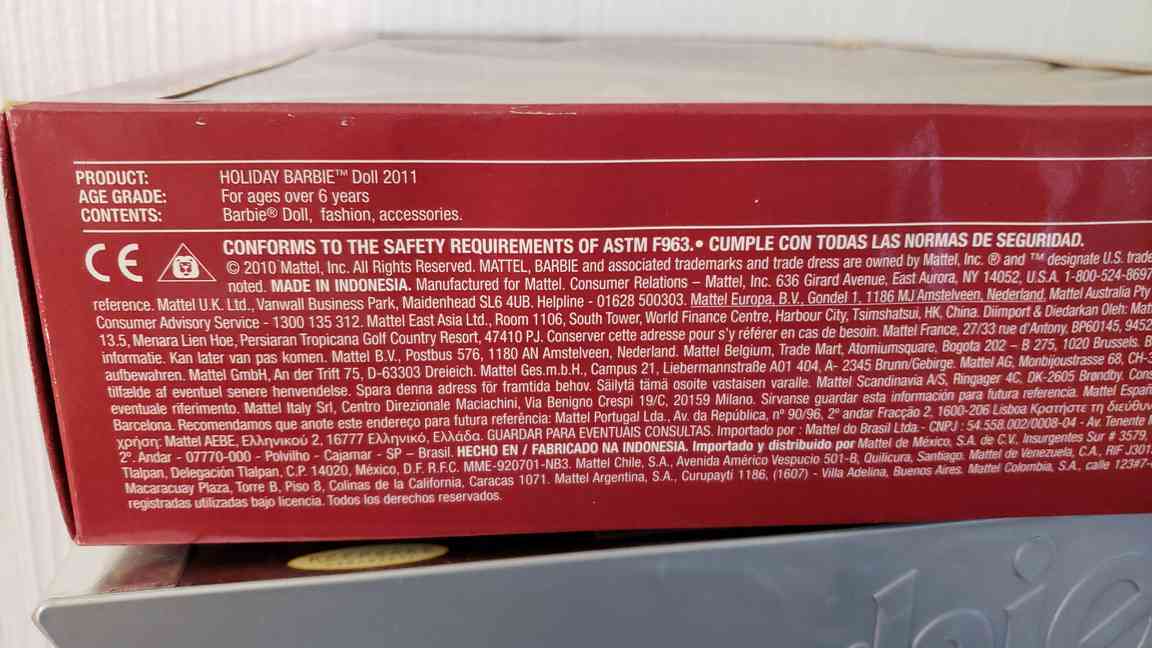 PRODUCT: HOLIDAY BARBIE™ Doll 2011
AGE GRADE: For ages over 6 years
CONTENTS: Barbie® Doll, fashion, accessories.
CE CONFORMS TO THE SAFETY REQUIREMENTS OF ASTM F963.• CUMPLE CON TODAS LAS NORMAS DE SEGURIDAD.
© 2010 Mattel, Inc. All Rights Reserved. MATTEL, BARBIE and associated trademarks and trade dress are owned by Mattel, Inc. ® and ™ designate U.S. trade
noted. MADE IN INDONESIA. Manufactured for Mattel. Consumer Relations – Mattel, Inc. 636 Girard Avenue, East Aurora, NY 14052, U.S.A. 1-800-524-8697
reference. Mattel U.K. Ltd., Vanwall Business Park, Maidenhead SL6 4UB. Helpline - 01628 500303. Mattel Europa, B.V., Gondel 1, 1186 MJ Amstelveen, Nederland. Mattel Australia Pty
Consumer Advisory Service - 1300 135 312. Mattel East Asia Ltd., Room 1106, South Tower, World Finance Centre, Harbour City, Tsimshatsui, HK, China. Diimport & Diedarkan Oleh: Matt
13.5, Menara Lien Hoe, Persiaran Tropicana Golf Country Resort, 47410 PJ. Conserver cette adresse pour s'y référer en cas de besoin. Mattel France, 27/33 rue d'Antony, BP60145, 9452
informatie. Kan later van pas komen. Mattel B.V., Postbus 576, 1180 AN Amstelveen, Nederland. Mattel Belgium, Trade Mart, Atomiumsquare, Bogota 202 – B 275, 1020 Brussels. B
aufbewahren. Mattel GmbH, An der Trift 75, D-63303 Dreieich. Mattel Ges.m.b.H., Campus 21, Liebermannstraße A01 404, A- 2345 Brunn/Gebirge. Mattel AG, Monbijoustrasse 68, CH-3
tilfælde af eventuel senere henvendelse. Spara denna adress för framtida behov. Säilytä tämä osoite vastaisen varalle. Mattel Scandinavia A/S, Ringager 4C, DK-2605 Brøndby. Cons
eventuale riferimento. Mattel Italy Srl, Centro Direzionale Maciachini, Via Benigno Crespi 19/C, 20159 Milano. Sírvanse guardar esta información para futura referencia. Mattel Españ
Barcelona. Recomendamos que anote este endereço para futura referência: Mattel Portugal Lda., Av. da República, nº 90/96, 2º andar Fracção 2, 1600-206 Lisboa Κρατήστε τη διεύθυν
χρήση: Mattel AEBE, Ελληνικού 2, 16777 Ελληνικό, Ελλάδα. GUARDAR PARA EVENTUAIS CONSULTAS. Importado por : Mattel do Brasil Ltda.- CNPJ : 54.558.002/0008-04 - Av. Tenente M
2º. Andar - 07770-000 - Polvilho - Cajamar - SP – Brasil. HECHO EN / FABRICADO NA INDONESIA. Importado y distribuido por Mattel de México, S.A. de C.V., Insurgentes Sur # 3579,
Tlalpan, Delegación Tlalpan, C.P. 14020, México, D.F. R.F.C. MME-920701-NB3. Mattel Chile, S.A., Avenida Américo Vespucio 501-B, Quilicura, Santiago. Mattel de Venezuela, C.A., RIF J301
Macaracuay Plaza, Torre B, Piso 8, Colinas de la California, Caracas 1071. Mattel Argentina, S.A., Curupaytí 1186, (1607) - Villa Adelina, Buenos Aires. Mattel Colombia, S.A., calle 123#7-
registradas utilizadas bajo licencia. Todos los derechos reservados.
bie